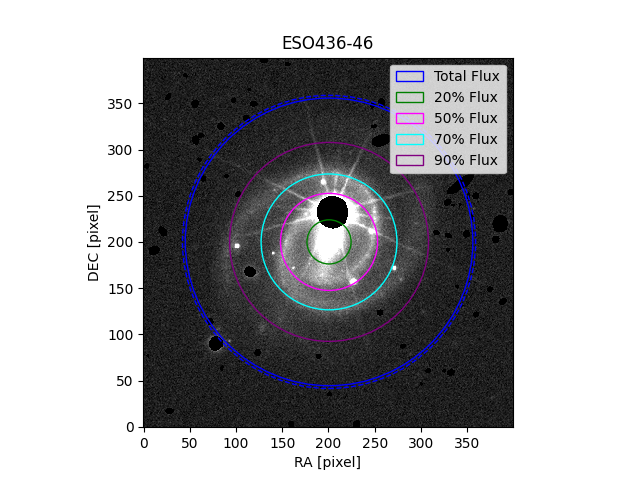 ESO436-46
Total Flux
20% Flux
50% Flux
70% Flux
90% Flux
350
300
250
200
150
100
50
0
DEC [pixel]
0 50 100 150 200 250 300 350
RA [pixel]